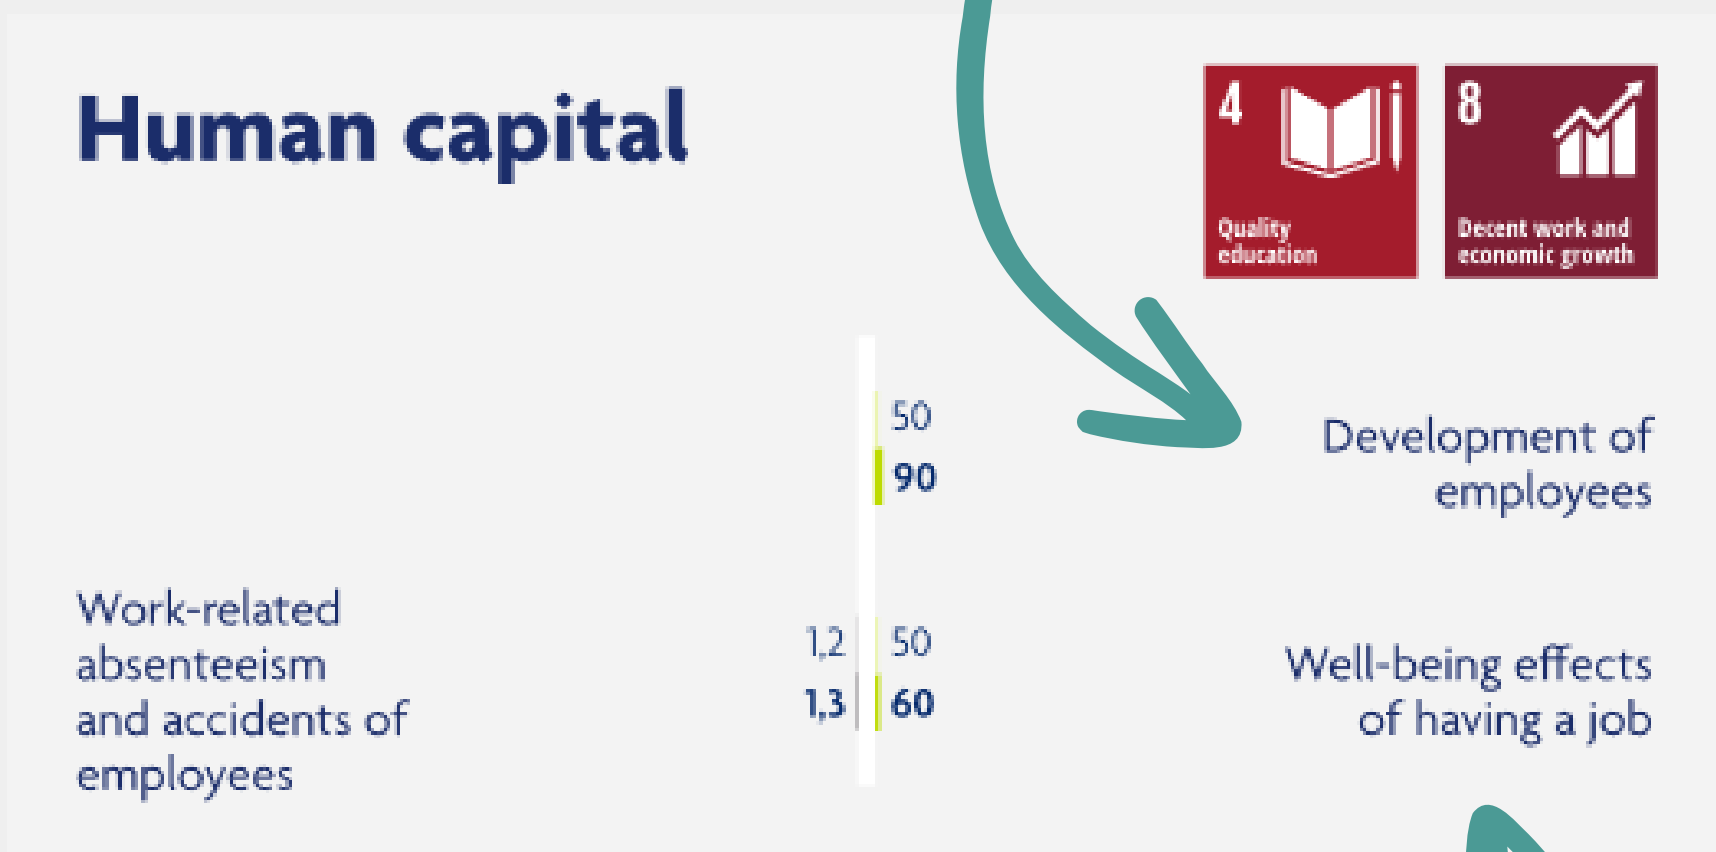 Human capital
4
Quality
education
8
Decent work and
economic growth
50
90
Development of
employees
Work-related
absenteeism
and accidents of
employees
1,2
50
1,3
60
Well-being effects
of having a job